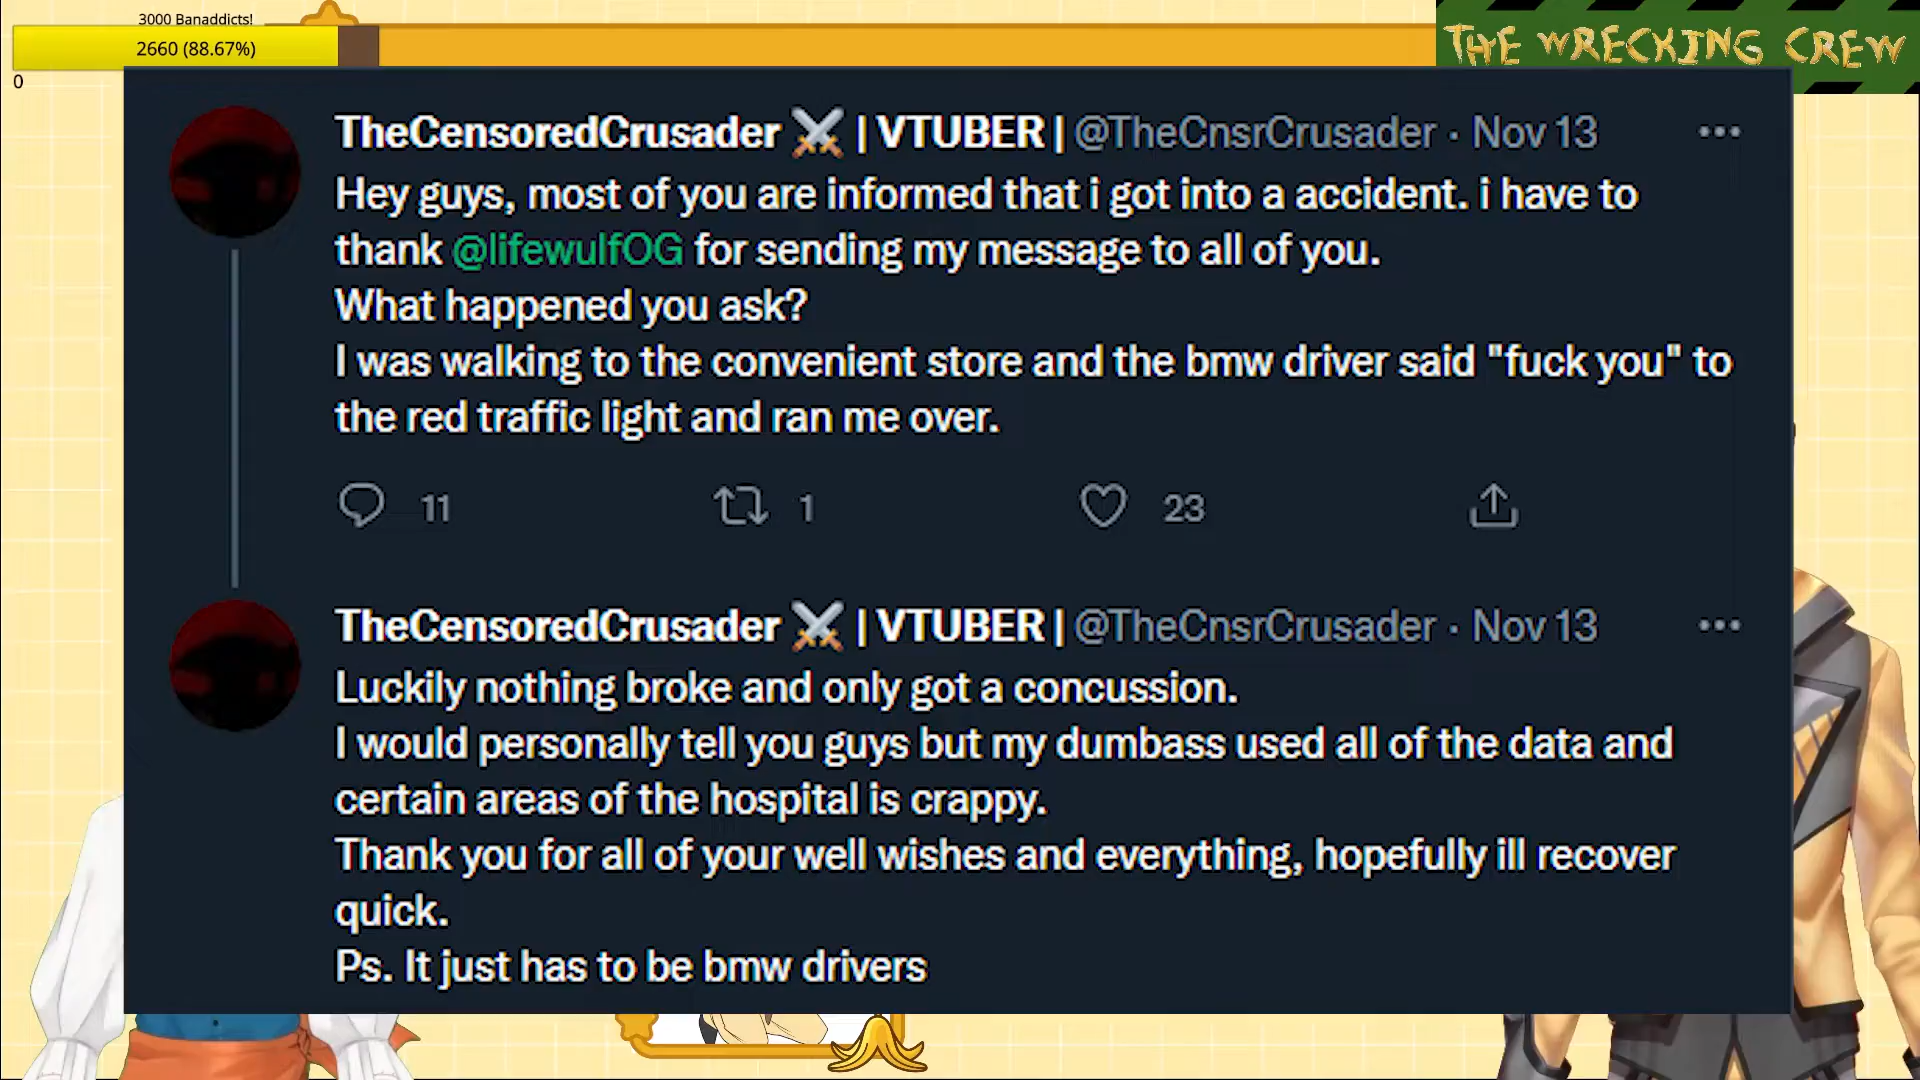 3000 Banaddicts!
2660 (88.67%)
0
THE WRECKING CREW
TheCensoredCrusader ⚔️ | VTUBER | @TheCnsrCrusader · Nov 13
Hey guys, most of you are informed that i got into a accident. i have to
thank @lifewulfOG for sending my message to all of you.
What happened you ask?
I was walking to the convenient store and the bmw driver said "fuck you" to
the red traffic light and ran me over.
11 1 23
TheCensoredCrusader ⚔️ | VTUBER | @TheCnsrCrusader · Nov 13
Luckily nothing broke and only got a concussion.
I would personally tell you guys but my dumbass used all of the data and
certain areas of the hospital is crappy.
Thank you for all of your well wishes and everything, hopefully ill recover
quick.
Ps. It just has to be bmw drivers